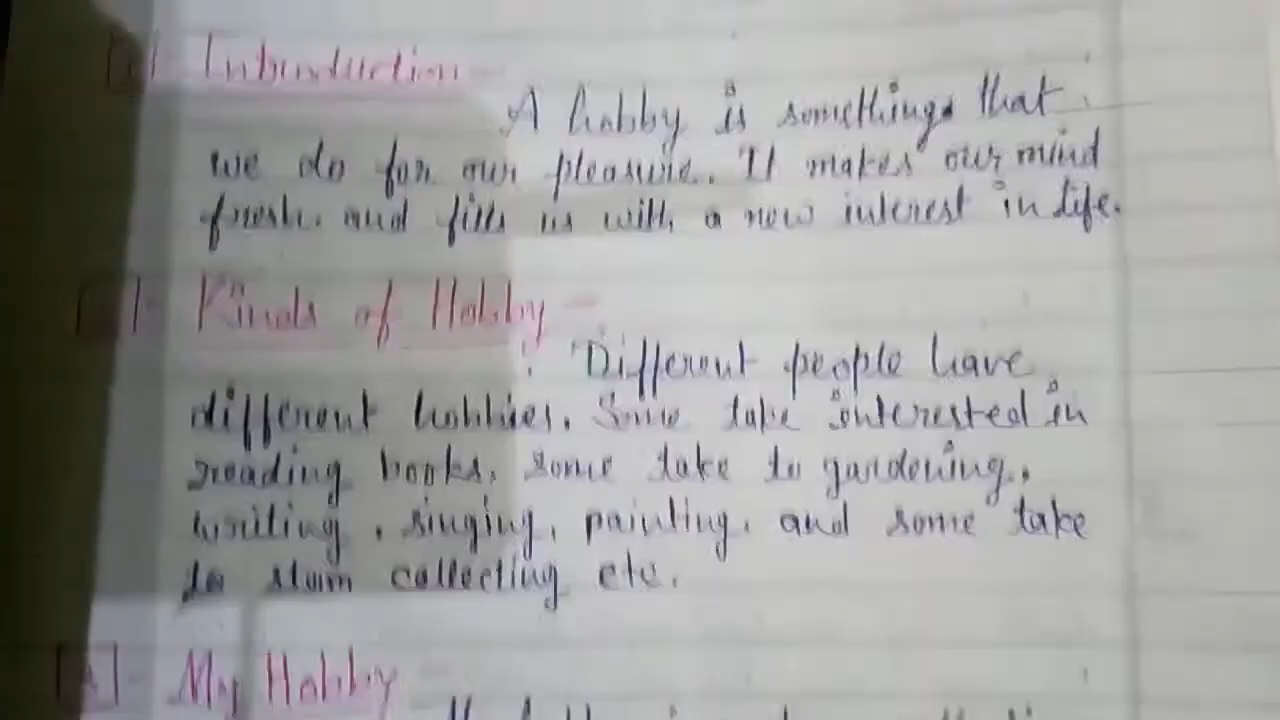 Introduction -
A hobby is something that
we do for our pleasure. It makes our mind
fresh. and fills us with a new interest in life.
Kinds of Hobby -
Different people have
different hobbies. Some take interested in
reading books, some take to gardening,
writing, singing, painting, and some take
to stam collecting etc.
My Hobby